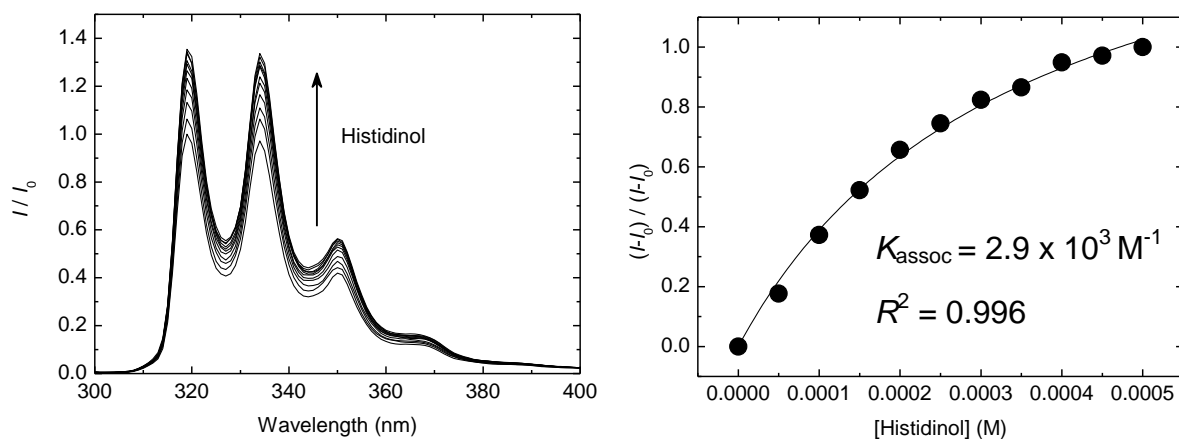 1.4
1.2
1.0
0.8
0.6
0.4
0.2
0.0
300 320 340 360 380 400
I / I₀
Wavelength (nm)
Histidinol
1.0
0.8
0.6
0.4
0.2
0.0
0.0000 0.0001 0.0002 0.0003 0.0004 0.0005
(I-I₀) / (I-I₀)
[Histidinol] (M)
K_assoc = 2.9 x 10³ M⁻¹
R² = 0.996